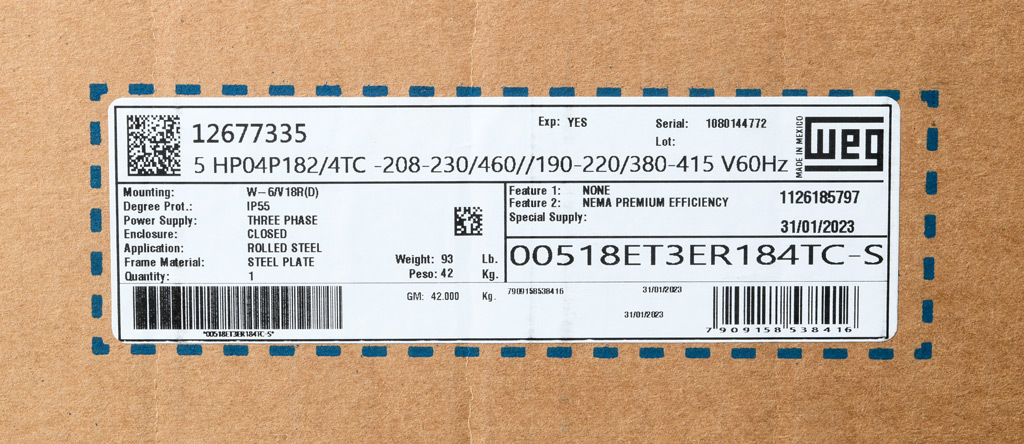 12677335
Exp: YES
Serial: 1080144772
Lot:
MADE IN MEXICO
weg
5 HP04P182/4TC -208-230/460//190-220/380-415 V60Hz
Mounting: W-6/V18R(D)
Degree Prot.: IP55
Power Supply: THREE PHASE
Enclosure: CLOSED
Application: ROLLED STEEL
Frame Material: STEEL PLATE
Quantity: 1
Weight: 93 Lb.
Peso: 42 Kg.
Feature 1: NONE
Feature 2: NEMA PREMIUM EFFICIENCY
Special Supply:
1126185797
31/01/2023
00518ET3ER184TC-S
*00518ET3ER184TC-S*
GM: 42.000 Kg.
7909158538416
31/01/2023
31/01/2023
7 909158 538416